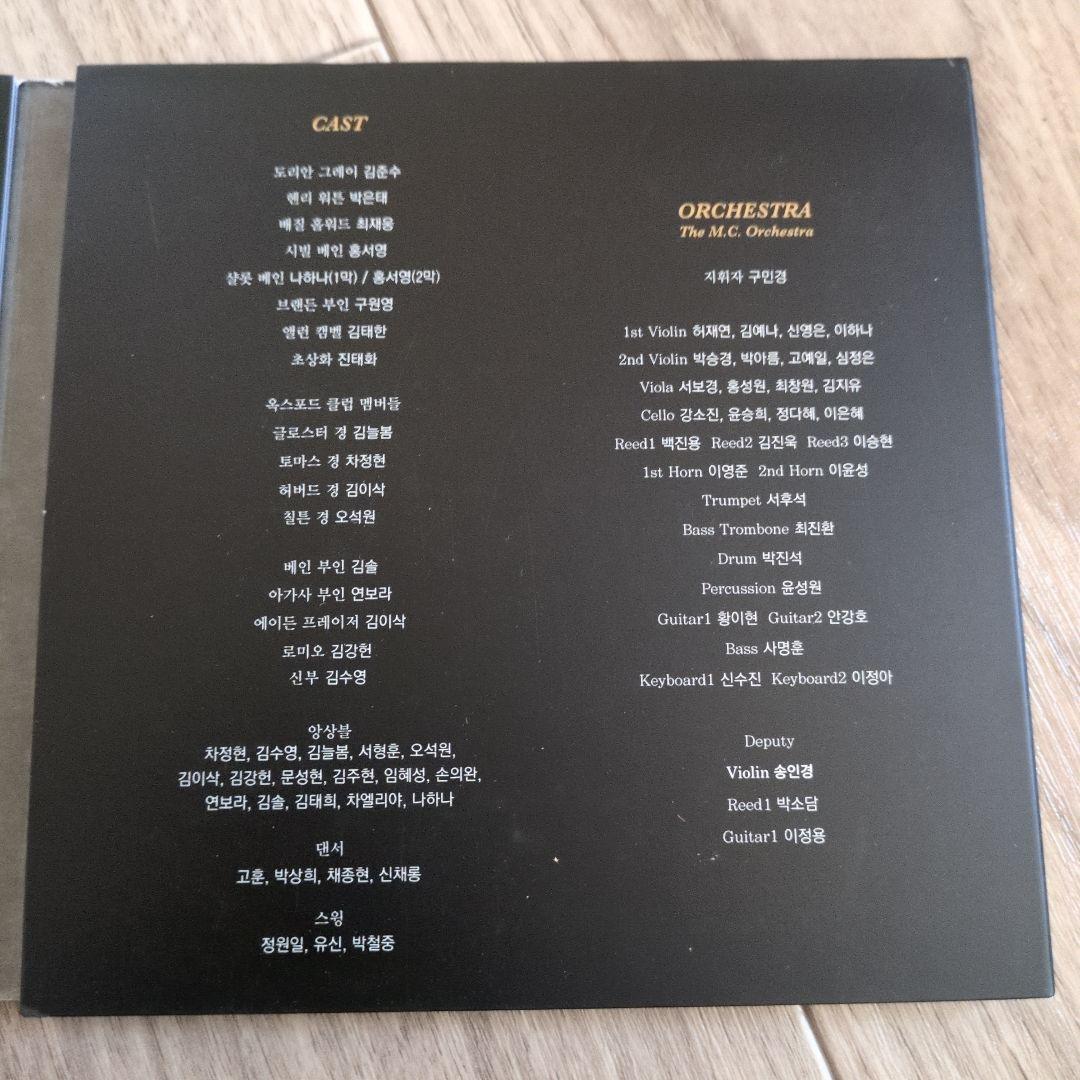 CAST
도리안 그레이 김준수
헨리 워튼 박은태
배질 홀워드 최재웅
시빌 베인 홍서영
샬롯 베인 나하나(1막) / 홍서영(2막)
브랜든 부인 구원영
앨런 캠벨 김태한
초상화 진태화
옥스포드 클럽 멤버들
글로스터 경 김늘봄
토마스 경 차정현
허버드 경 김이삭
칠튼 경 오석원
베인 부인 김솔
아가사 부인 연보라
에이든 프레이저 김이삭
로미오 김강헌
신부 김수영
앙상블
차정현, 김수영, 김늘봄, 서형훈, 오석원,
김이삭, 김강헌, 문성현, 김주현, 임혜성, 손의완,
연보라, 김솔, 김태희, 차엘리야, 나하나
댄서
고훈, 박상희, 채종현, 신채롱
스윙
정원일, 유신, 박철중
ORCHESTRA
The M.C. Orchestra
지휘자 구민경
1st Violin 허재연, 김예나, 신영은, 이하나
2nd Violin 박승경, 박아름, 고예일, 심정은
Viola 서보경, 홍성원, 최창원, 김지유
Cello 강소진, 윤승희, 정다혜, 이은혜
Reed1 백진용 Reed2 김진욱 Reed3 이승현
1st Horn 이영준 2nd Horn 이윤성
Trumpet 서후석
Bass Trombone 최진환
Drum 박진석
Percussion 윤성원
Guitar1 황이현 Guitar2 안강호
Bass 사명훈
Keyboard1 신수진 Keyboard2 이정아
Deputy
Violin 송인경
Reed1 박소담
Guitar1 이정용